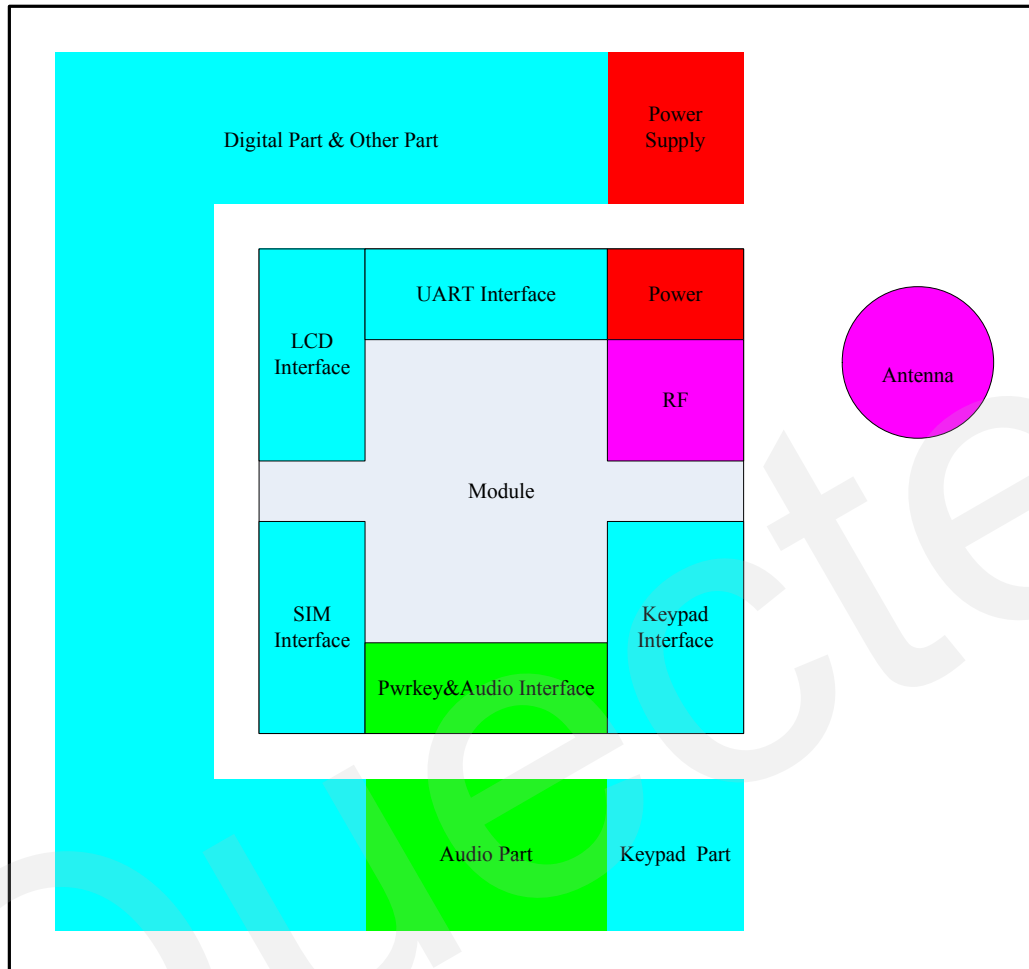 Digital Part & Other Part
Power
Supply
UART Interface
Power
LCD
Interface
RF
Antenna
Module
SIM
Interface
Keypad
Interface
Pwrkey&Audio Interface
Audio Part
Keypad Part
uecte